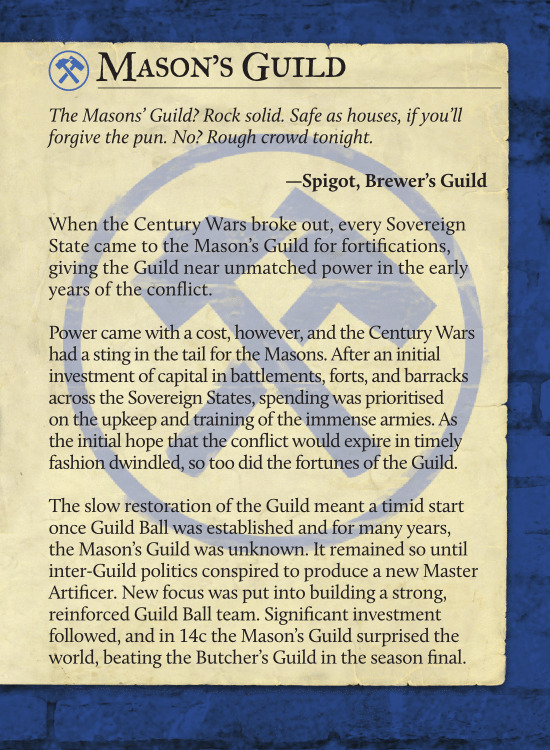 Mason's Guild
The Masons' Guild? Rock solid. Safe as houses, if you'll
forgive the pun. No? Rough crowd tonight.
—Spigot, Brewer's Guild
When the Century Wars broke out, every Sovereign
State came to the Mason's Guild for fortifications,
giving the Guild near unmatched power in the early
years of the conflict.
Power came with a cost, however, and the Century Wars
had a sting in the tail for the Masons. After an initial
investment of capital in battlements, forts, and barracks
across the Sovereign States, spending was prioritised
on the upkeep and training of the immense armies. As
the initial hope that the conflict would expire in timely
fashion dwindled, so too did the fortunes of the Guild.
The slow restoration of the Guild meant a timid start
once Guild Ball was established and for many years,
the Mason's Guild was unknown. It remained so until
inter-Guild politics conspired to produce a new Master
Artificer. New focus was put into building a strong,
reinforced Guild Ball team. Significant investment
followed, and in 14c the Mason's Guild surprised the
world, beating the Butcher's Guild in the season final.